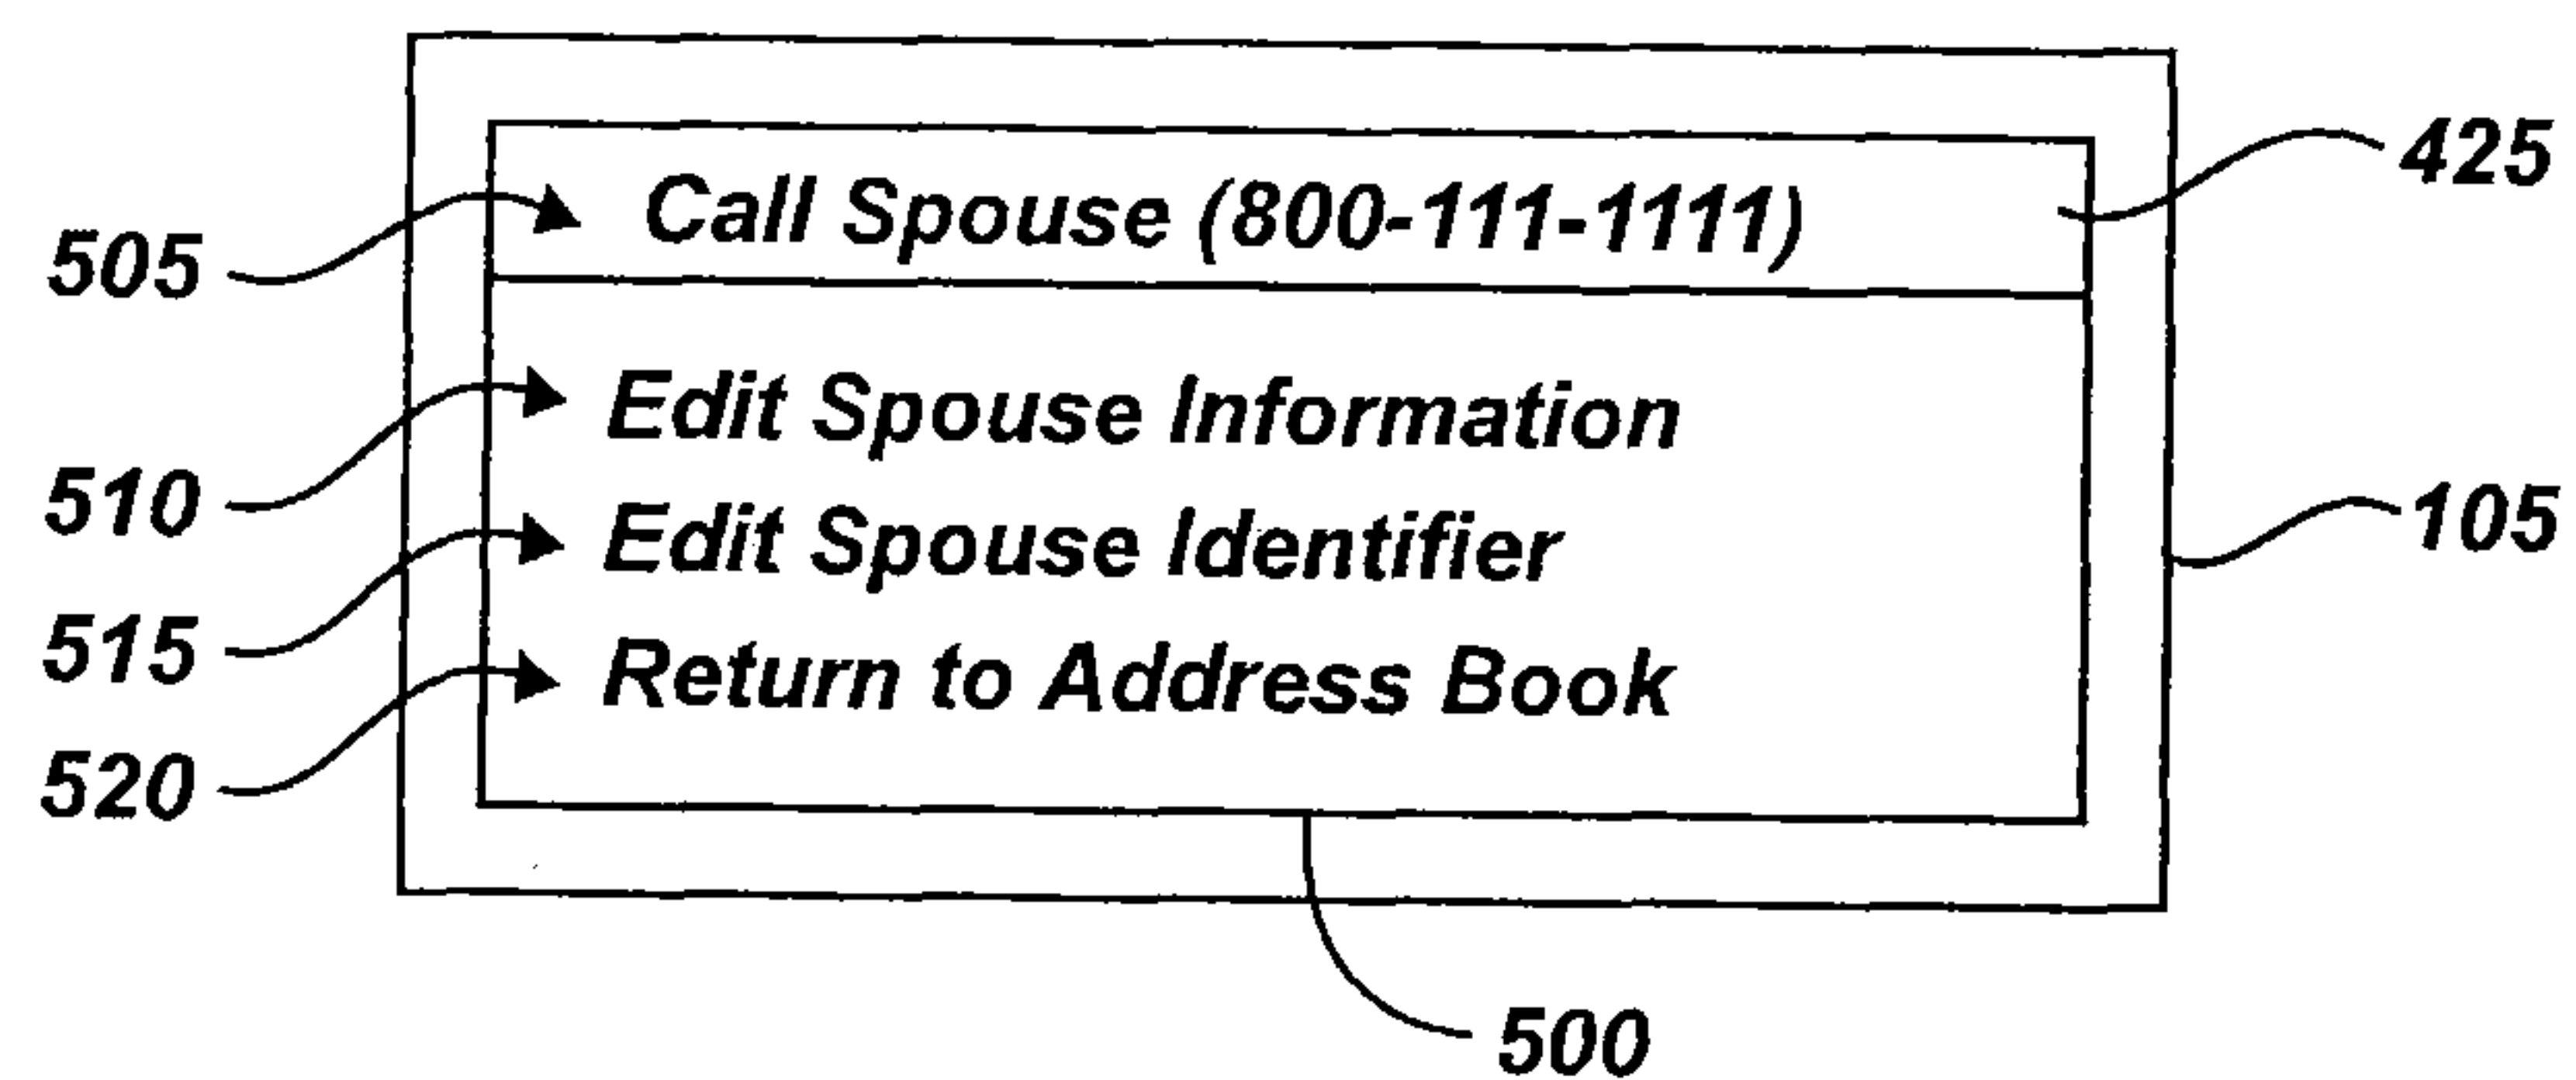 425
Call Spouse (800-111-1111)
505
Edit Spouse Information
510
105
Edit Spouse Identifier
515
Return to Address Book
520
500